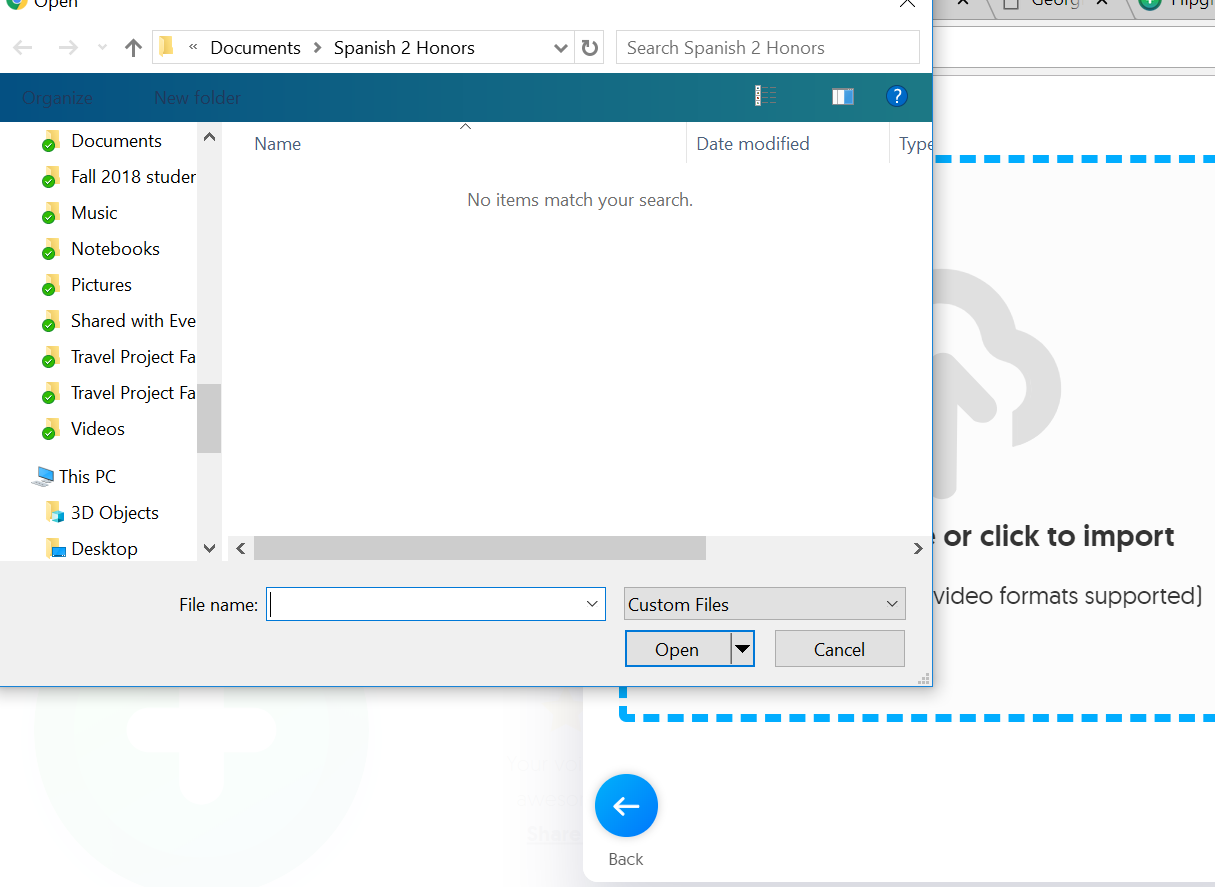 Open
Georg
Flipg
« Documents > Spanish 2 Honors
Search Spanish 2 Honors
Organize
New folder
?
Documents
Fall 2018 studer
Music
Notebooks
Pictures
Shared with Eve
Travel Project Fa
Travel Project Fa
Videos
This PC
3D Objects
Desktop
Name
Date modified
Type
No items match your search.
File name:
Custom Files
Open
Cancel
or click to import
video formats supported)
Share
Back